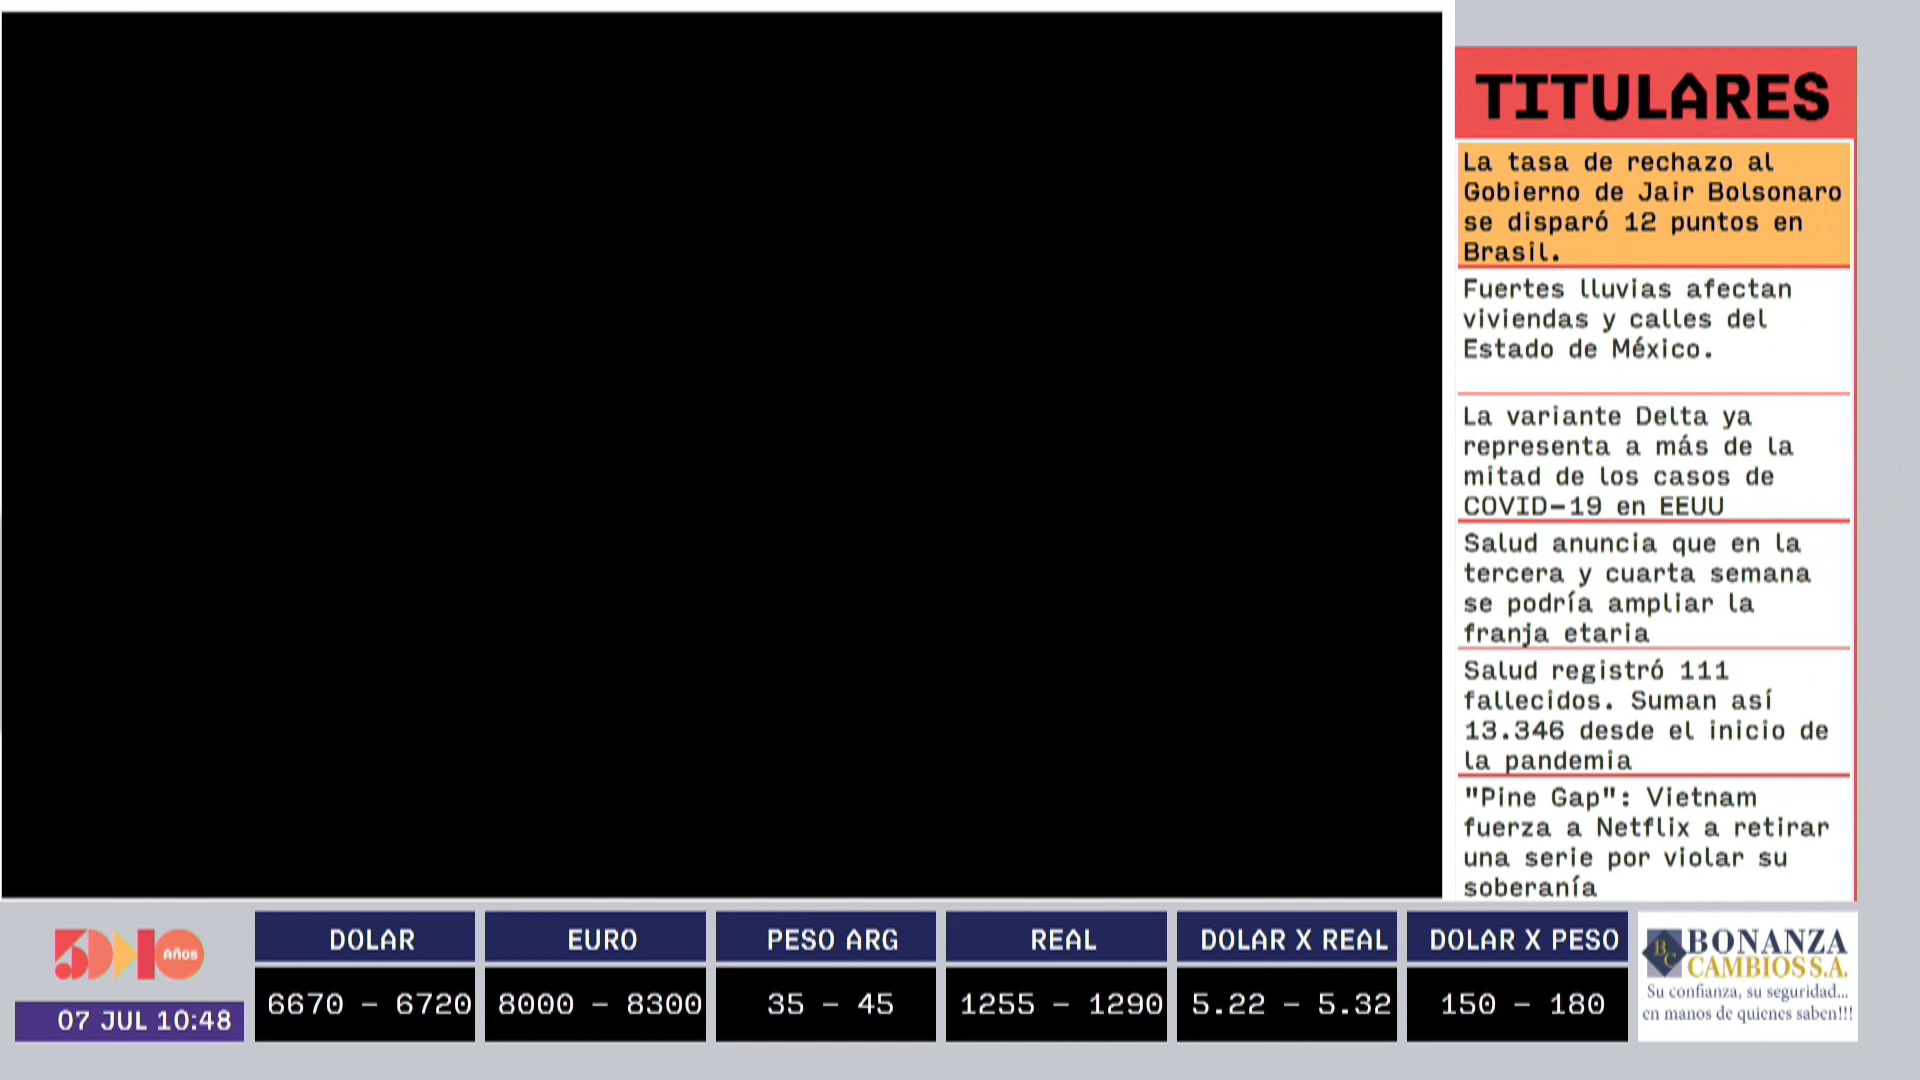 TITULARES
La tasa de rechazo al
Gobierno de Jair Bolsonaro
se disparó 12 puntos en
Brasil.
Fuertes lluvias afectan
viviendas y calles del
Estado de México.
La variante Delta ya
representa a más de la
mitad de los casos de
COVID-19 en EEUU
Salud anuncia que en la
tercera y cuarta semana
se podría ampliar la
franja etaria
Salud registró 111
fallecidos. Suman así
13.346 desde el inicio de
la pandemia
"Pine Gap": Vietnam
fuerza a Netflix a retirar
una serie por violar su
soberanía
Años
07 JUL 10:48
DOLAR
6670 - 6720
EURO
8000 - 8300
PESO ARG
35 - 45
REAL
1255 - 1290
DOLAR X REAL
5.22 - 5.32
DOLAR X PESO
150 - 180
BC
BONANZA
CAMBIOS S.A.
Su confianza, su seguridad...
en manos de quienes saben!!!